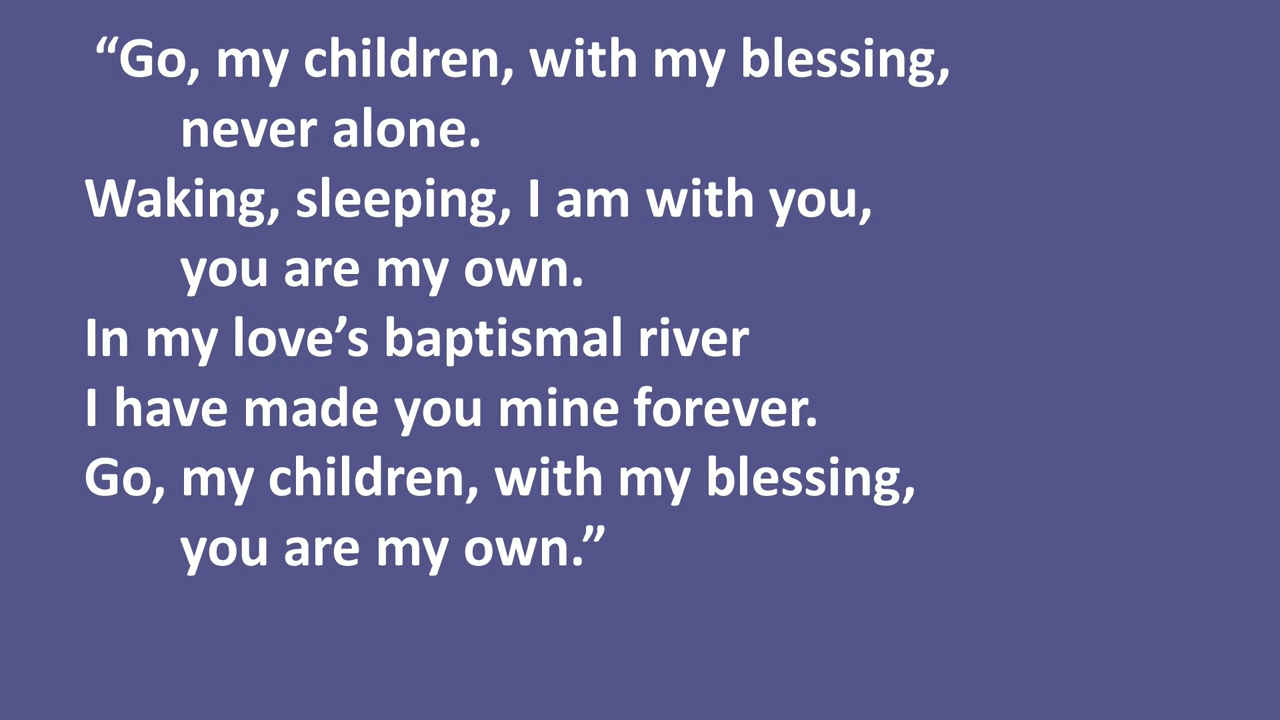 “Go, my children, with my blessing,
never alone.
Waking, sleeping, I am with you,
you are my own.
In my love’s baptismal river
I have made you mine forever.
Go, my children, with my blessing,
you are my own.”